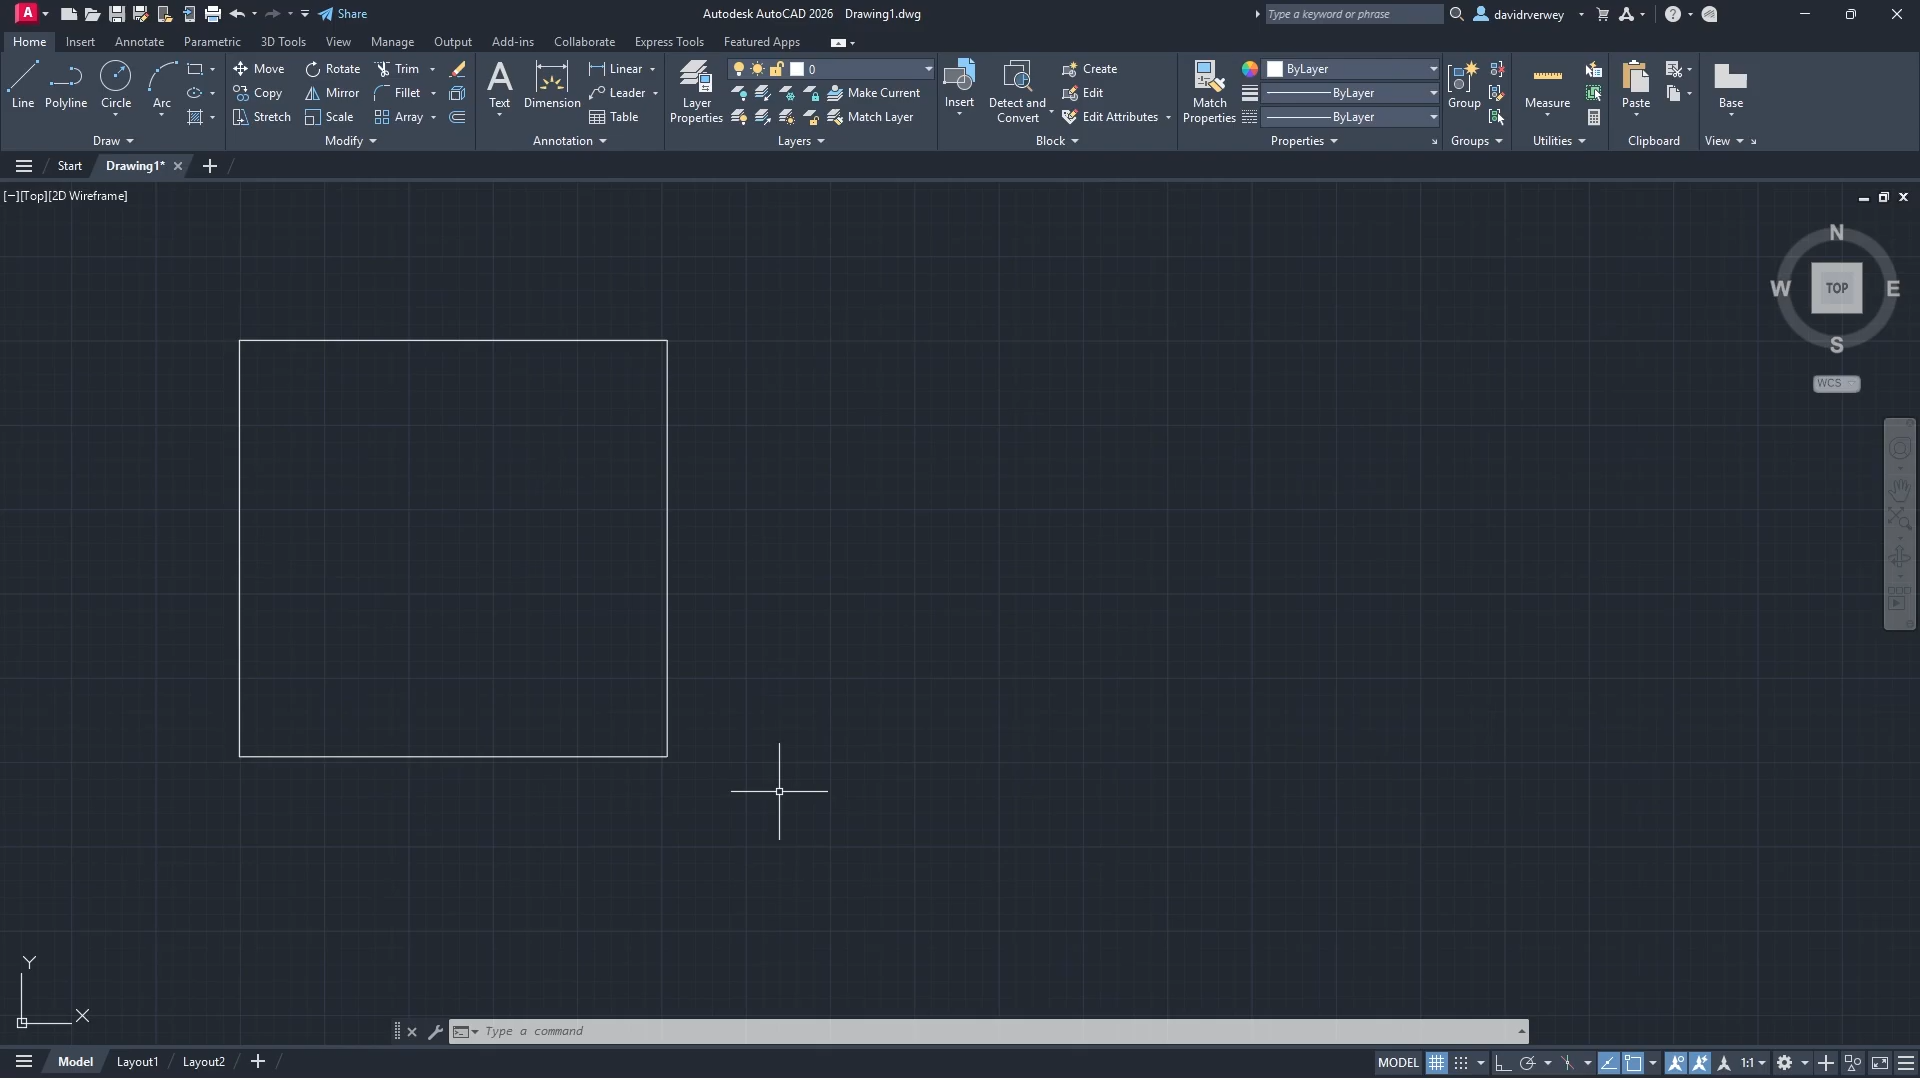 A Share Autodesk AutoCAD 2026 Drawing1.dwg Type a keyword or phrase davidrverwey
Home Insert Annotate Parametric 3D Tools View Manage Output Add-ins Collaborate Express Tools Featured Apps
Line Polyline Circle Arc
Move Rotate Trim
Copy Mirror Fillet
Stretch Scale Array
Text Dimension
Linear
Leader
Table
Layer Properties
0
Make Current
Match Layer
Insert
Detect and Convert
Create
Edit
Edit Attributes
Match Properties
ByLayer
ByLayer
ByLayer
Group
Measure
Paste
Base
Draw Modify Annotation Layers Block Properties Groups Utilities Clipboard View
Start Drawing1*
[−][Top][2D Wireframe]
N
W TOP E
S
WCS
Y
X
Type a command
Model Layout1 Layout2 MODEL 1:1